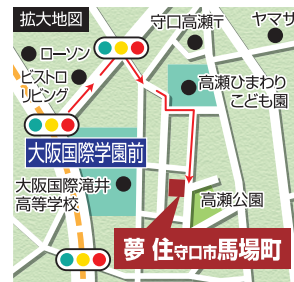 拡大地図
守口高瀬〒
ヤマサ
ローソン
ビストロ
リビング
高瀬ひまわり
こども園
大阪国際学園前
大阪国際滝井
高等学校
高瀬公園
夢 住守口市馬場町